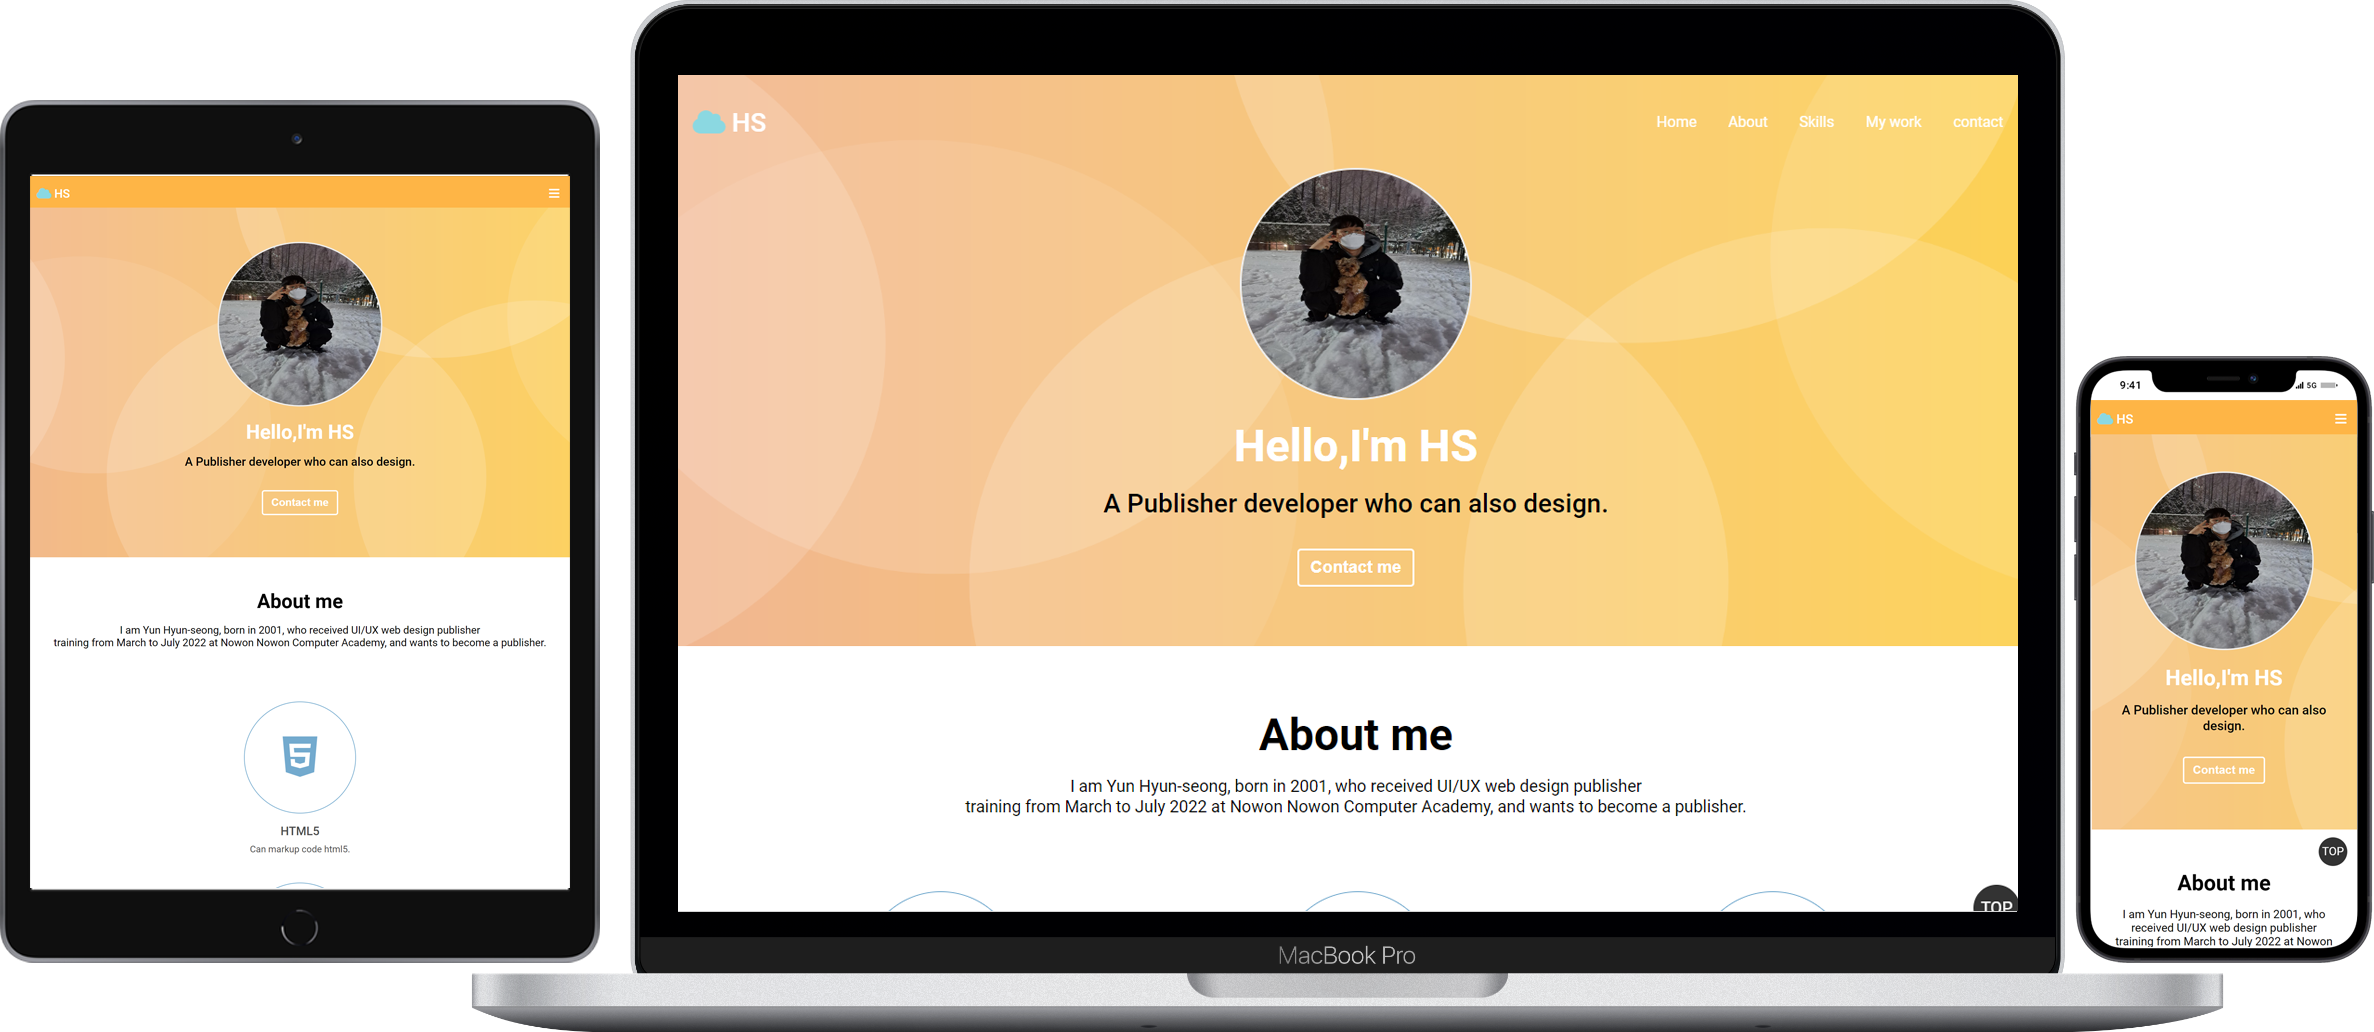 HS
Hello,I'm HS
A Publisher developer who can also design.
Contact me
About me
I am Yun Hyun-seong, born in 2001, who received UI/UX web design publisher
training from March to July 2022 at Nowon Nowon Computer Academy, and wants to become a publisher.
5
HTML5
Can markup code html5.
HS
Home About Skills My work contact
Hello,I'm HS
A Publisher developer who can also design.
Contact me
About me
I am Yun Hyun-seong, born in 2001, who received UI/UX web design publisher
training from March to July 2022 at Nowon Nowon Computer Academy, and wants to become a publisher.
TOP
MacBook Pro
9:41 5G
HS
Hello,I'm HS
A Publisher developer who can also
design.
Contact me
TOP
About me
I am Yun Hyun-seong, born in 2001, who
received UI/UX web design publisher
training from March to July 2022 at Nowon